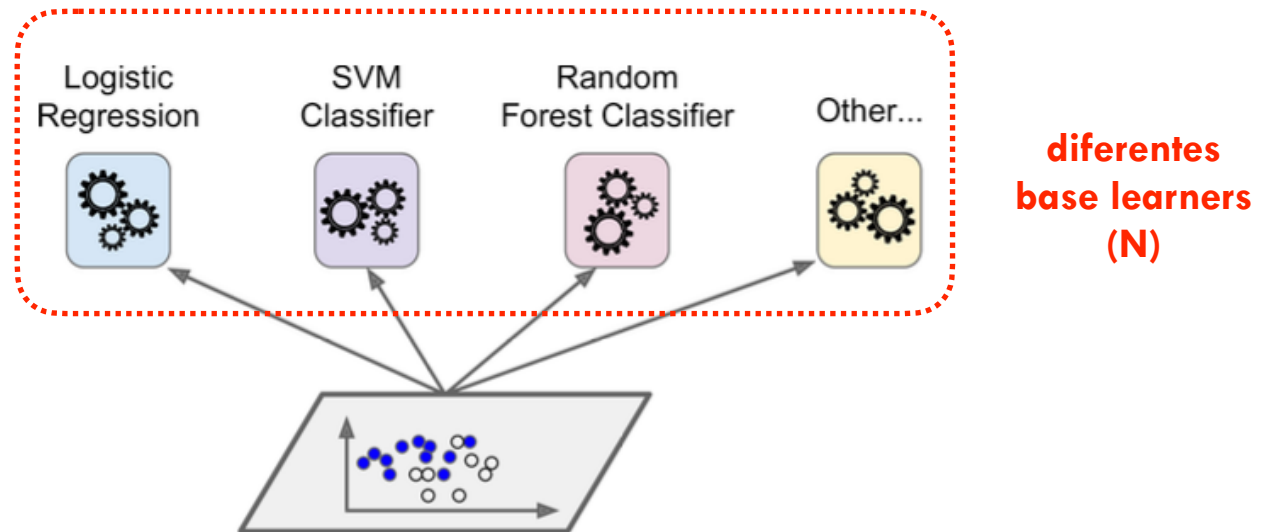 Logistic
Regression
SVM
Classifier
Random
Forest Classifier
Other...
diferentes
base learners
(N)